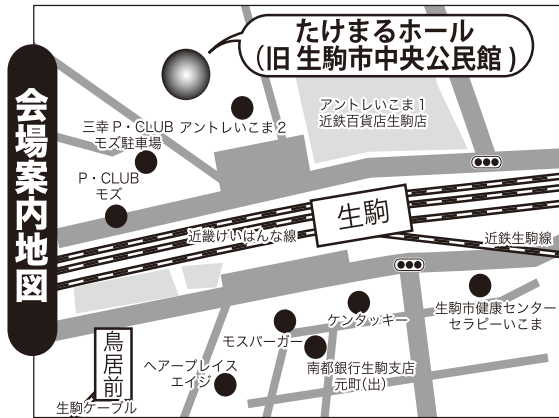 会場案内地図
たけまるホール
(旧 生駒市中央公民館)
アントレいこま1
近鉄百貨店生駒店
三幸P・CLUB
モズ駐車場
アントレいこま2
P・CLUB
モズ
生駒
近畿げいはんな線
近鉄生駒線
生駒市健康センター
セラビーいこま
ケンタッキー
モスバーガー
南都銀行生駒支店
元町(出)
ヘアープレイス
エイジ
鳥居前
生駒ケーブル